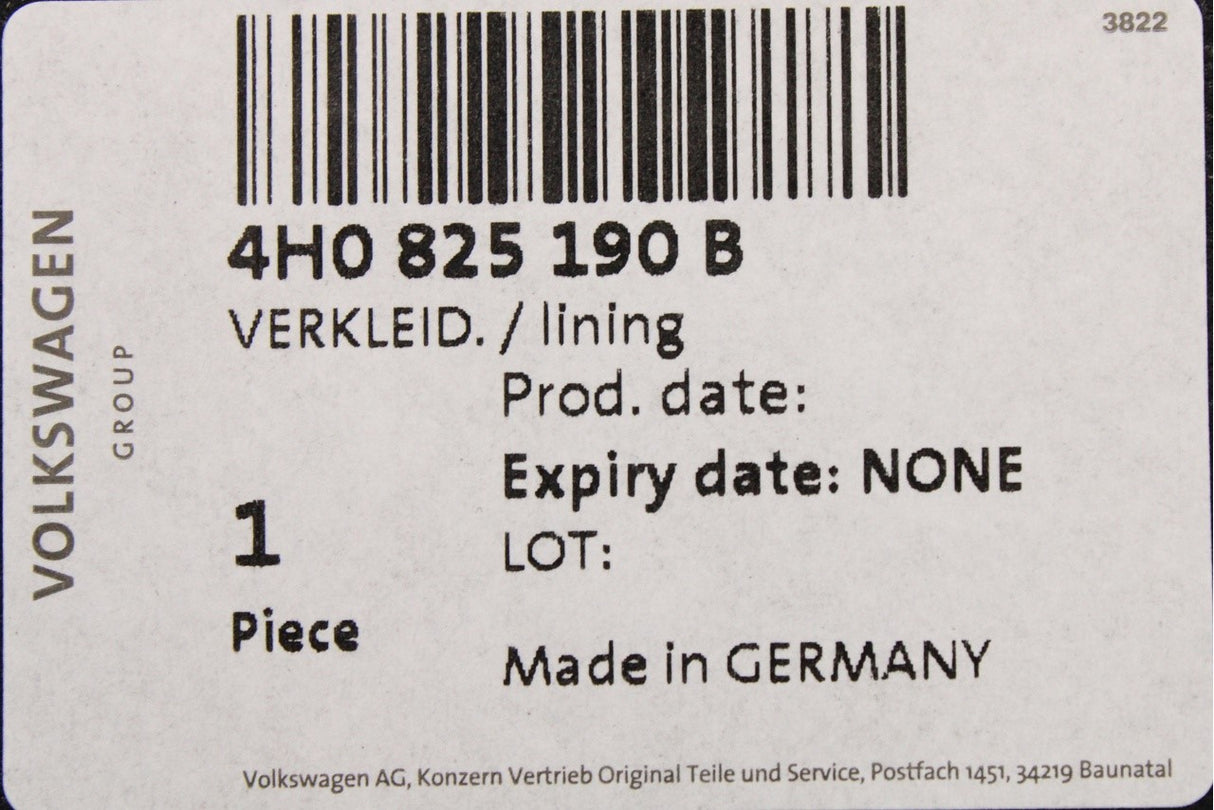 3822
4H0 825 190 B
VERKLEID. / lining
Prod. date:
Expiry date: NONE
LOT:
1
Piece
Made in GERMANY
VOLKSWAGEN
GROUP
Volkswagen AG, Konzern Vertrieb Original Teile und Service, Postfach 1451, 34219 Baunatal